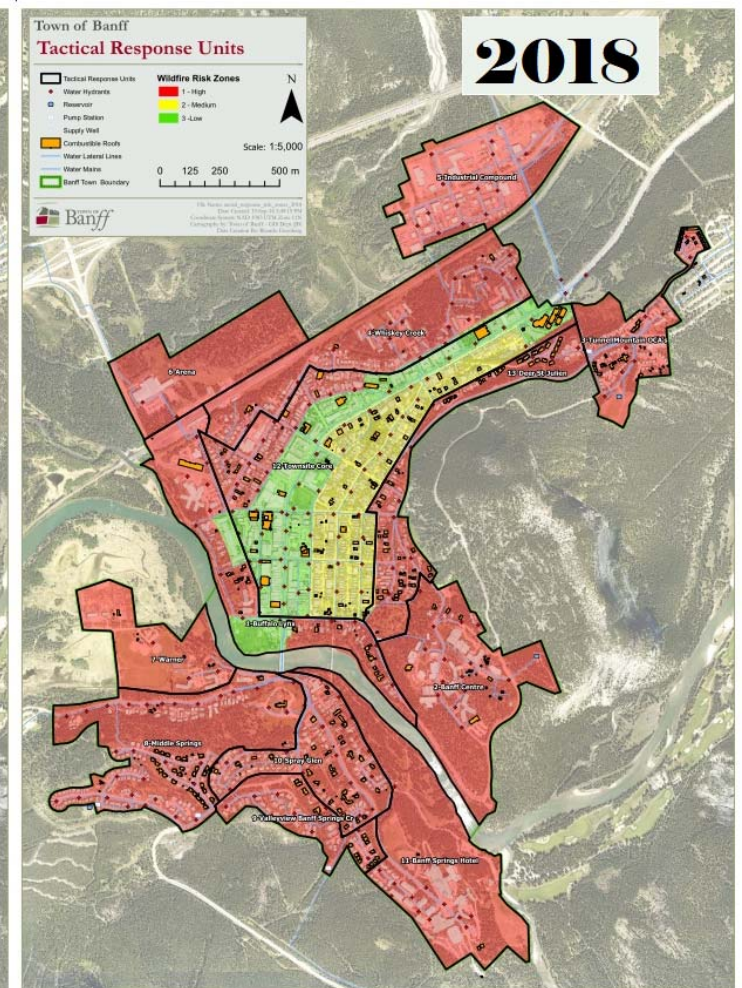 Town of Banff
Tactical Response Units
2018
Tactical Response Units
Water Hydrants
Reservoir
Pump Station
Supply Well
Combustible Roofs
Water Lateral Lines
Water Mains
Banff Town Boundary
Wildfire Risk Zones
1 - High
2 - Medium
3 -Low
N
Scale: 1:5,000
0 125 250 500 m
TOWN OF
Banff
5-Industrial Compound
4-Whiskey Creek
3-TunnelMountain OCA's
6-Arena
13-Deer St-Julien
12-Townsite Core
1-Buffalo Lynx
7-Warner
2-Banff Centre
8-Middle Springs
10-Spray Glen
9-Valleyview Banff Springs Cr
11-Banff Springs Hotel